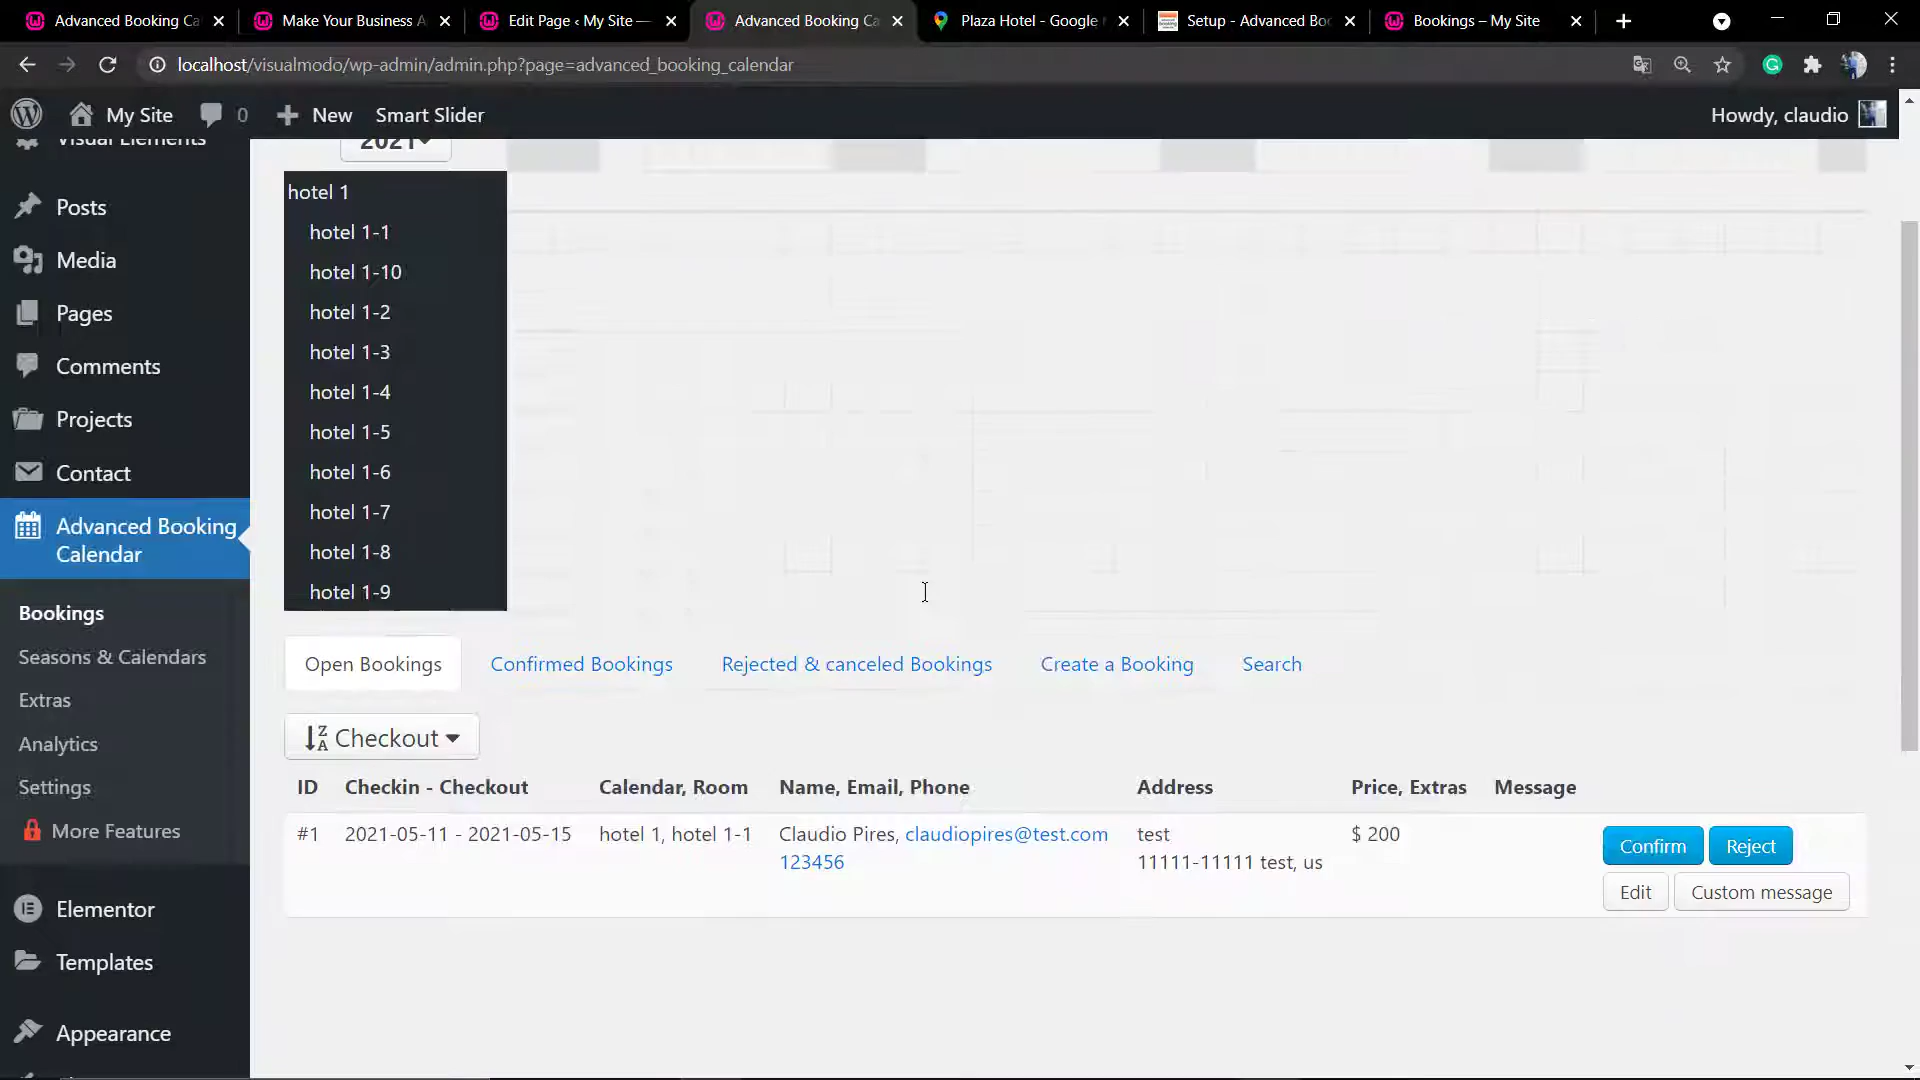 Advanced Booking Ca
Make Your Business A
Edit Page ‹ My Site —
Advanced Booking Ca
Plaza Hotel - Google
Setup - Advanced Bo
Bookings – My Site
localhost/visualmodo/wp-admin/admin.php?page=advanced_booking_calendar
My Site
0
New
Smart Slider
Howdy, claudio
Visual Elements
Posts
Media
Pages
Comments
Projects
Contact
Advanced Booking
Calendar
Bookings
Seasons & Calendars
Extras
Analytics
Settings
More Features
Elementor
Templates
Appearance
2021
hotel 1
hotel 1-1
hotel 1-10
hotel 1-2
hotel 1-3
hotel 1-4
hotel 1-5
hotel 1-6
hotel 1-7
hotel 1-8
hotel 1-9
Open Bookings
Confirmed Bookings
Rejected & canceled Bookings
Create a Booking
Search
Checkout
ID Checkin - Checkout Calendar, Room Name, Email, Phone Address Price, Extras Message
#1 2021-05-11 - 2021-05-15 hotel 1, hotel 1-1 Claudio Pires, claudiopires@test.com test $ 200
123456 11111-11111 test, us
Confirm Reject
Edit Custom message